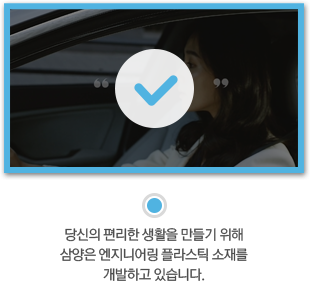 “ ”
당신의 편리한 생활을 만들기 위해
삼양은 엔지니어링 플라스틱 소재를
개발하고 있습니다.